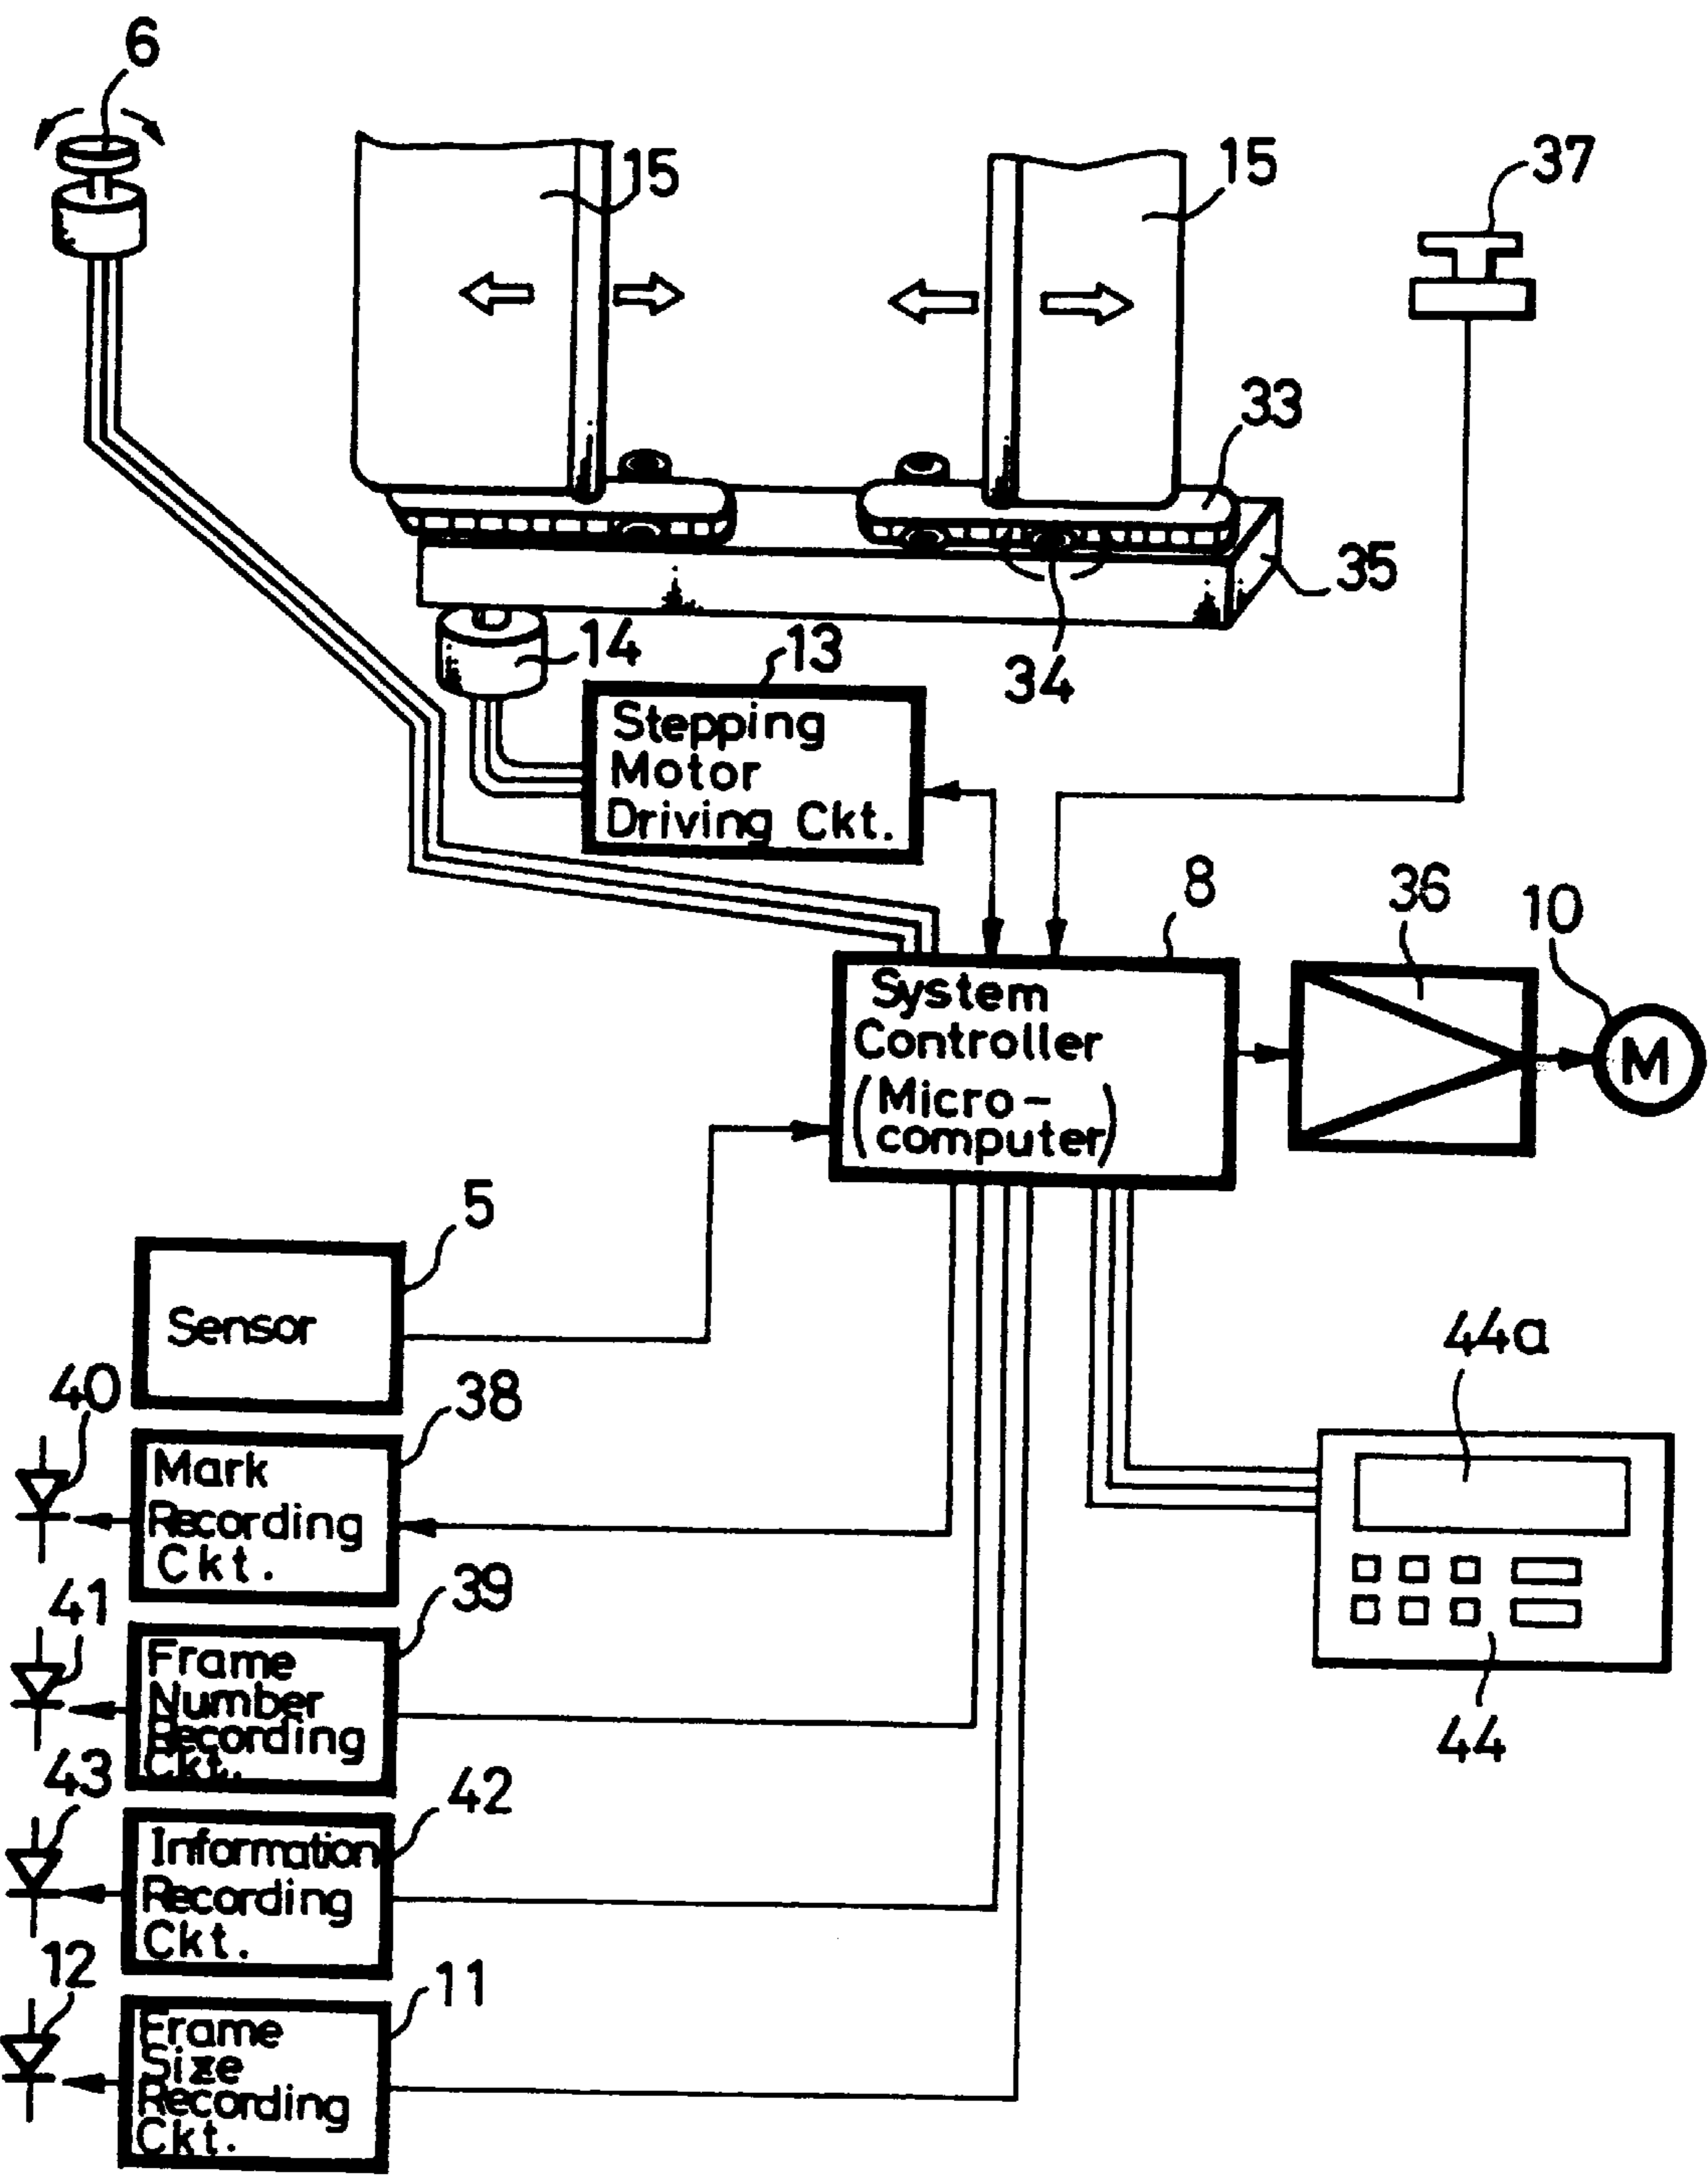 6
15
15
37
33
35
34
14
13
Stepping
Motor
Driving Ckt.
8
36
10
System
Controller
(Micro-
computer)
M
5
Sensor
40
38
Mark
Recording
Ckt.
44a
41
39
Frame
Number
Recording
Ckt.
44
43
42
Information
Recording
Ckt.
12
11
Frame
Size
Recording
Ckt.